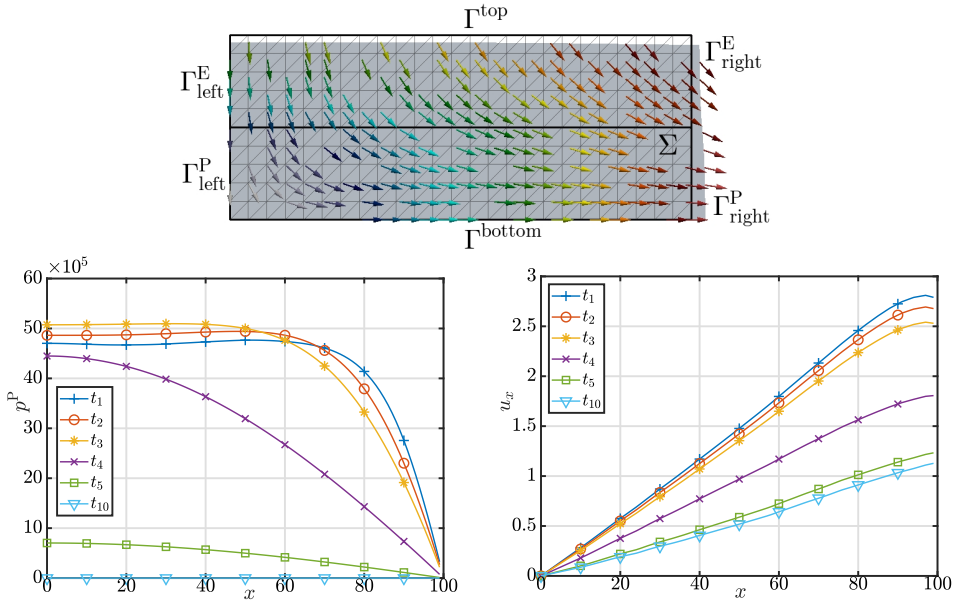 Γ^top
Γ^E_left
Γ^E_right
Σ
Γ^P_left
Γ^P_right
Γ^bottom
×10^5
60
50
40
30
20
10
0
p^P
t_1
t_2
t_3
t_4
t_5
t_10
0 20 40 60 80 100
x
3
2.5
2
1.5
1
0.5
0
u_x
t_1
t_2
t_3
t_4
t_5
t_10
0 20 40 60 80 100
x